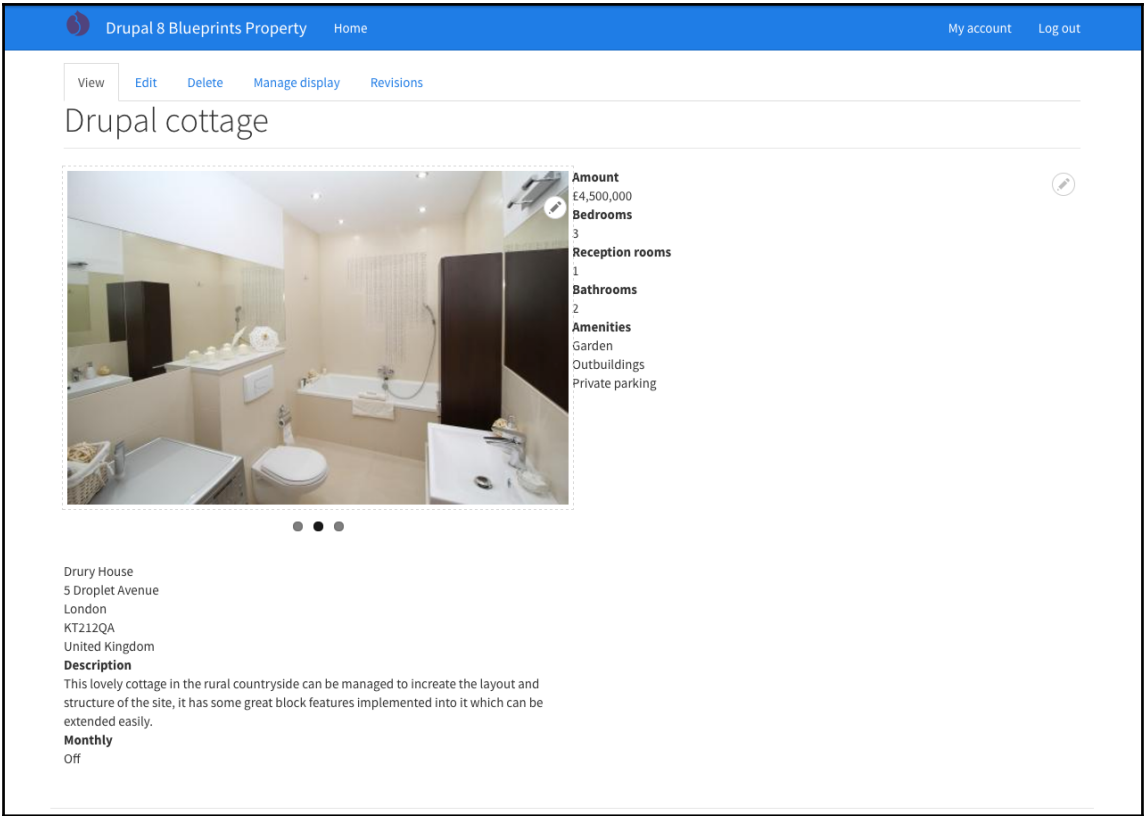 Drupal 8 Blueprints Property
Home
My account
Log out
View
Edit
Delete
Manage display
Revisions
Drupal cottage
Amount
£4,500,000
Bedrooms
3
Reception rooms
1
Bathrooms
2
Amenities
Garden
Outbuildings
Private parking
Drury House
5 Droplet Avenue
London
KT212QA
United Kingdom
Description
This lovely cottage in the rural countryside can be managed to increate the layout and
structure of the site, it has some great block features implemented into it which can be
extended easily.
Monthly
Off